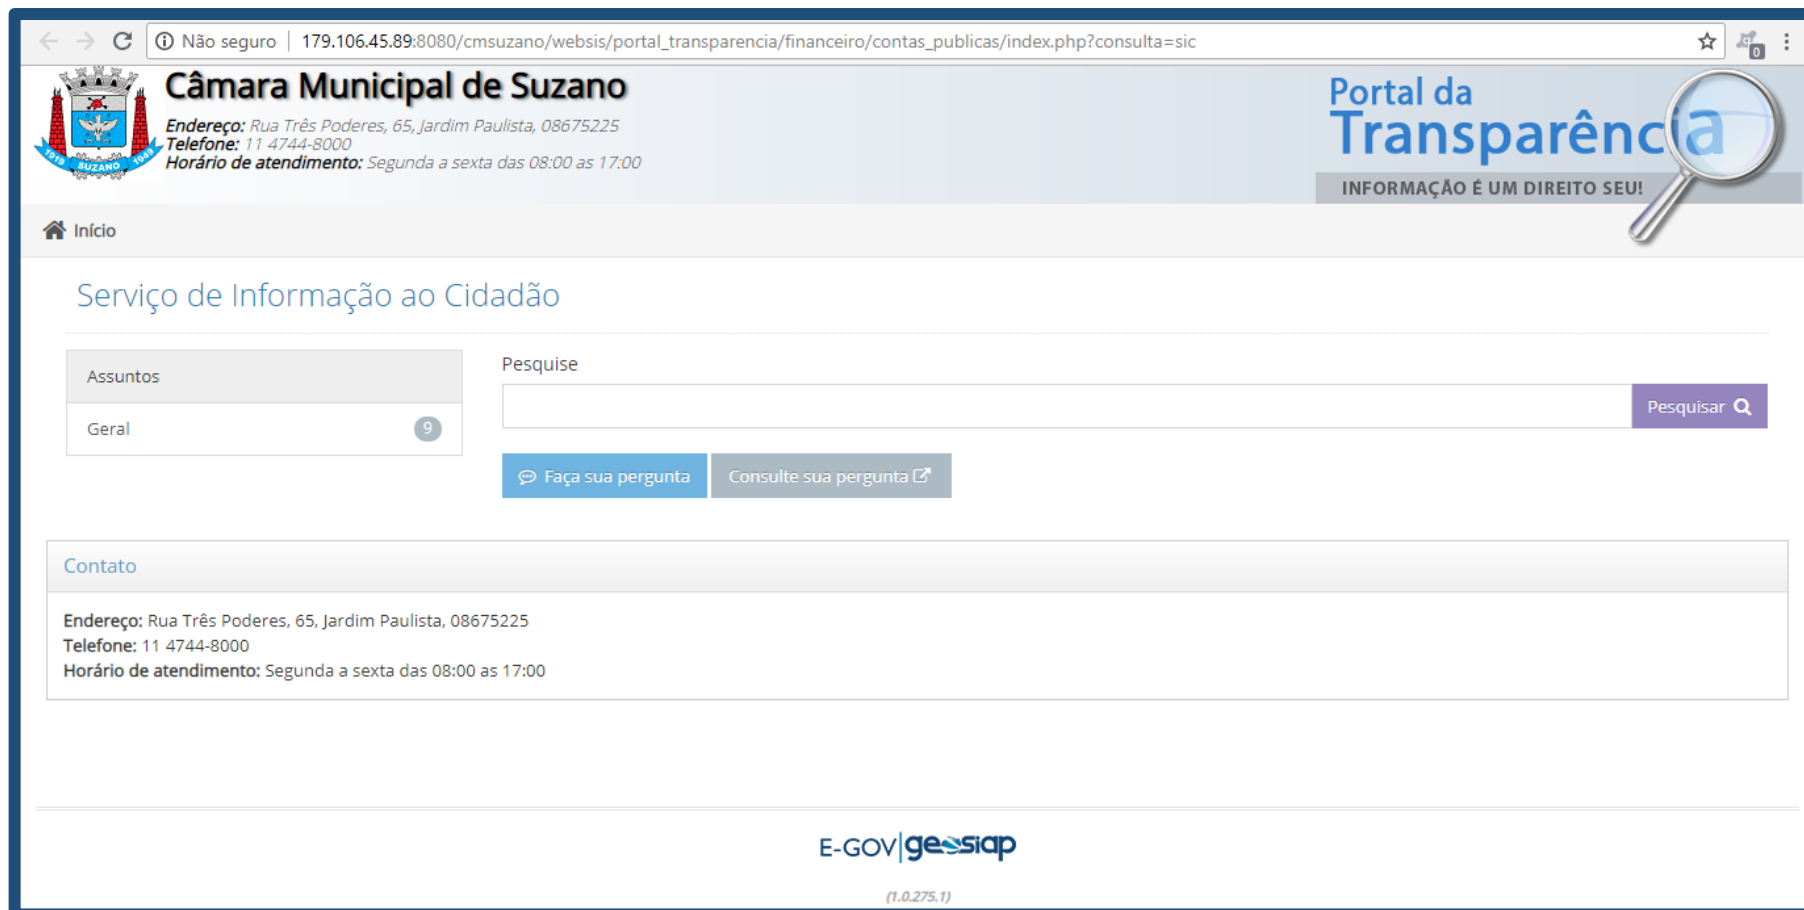 Não seguro | 179.106.45.89:8080/cmsuzano/websis/portal_transparencia/financeiro/contas_publicas/index.php?consulta=sic
0
Câmara Municipal de Suzano
Endereço: Rua Três Poderes, 65, Jardim Paulista, 08675225
Telefone: 11 4744-8000
Horário de atendimento: Segunda a sexta das 08:00 as 17:00
1919 SUZANO 1949
Portal da
Transparência
INFORMAÇÃO É UM DIREITO SEU!
Início
Serviço de Informação ao Cidadão
Assuntos
Geral 9
Pesquise
Pesquisar
Faça sua pergunta
Consulte sua pergunta
Contato
Endereço: Rua Três Poderes, 65, Jardim Paulista, 08675225
Telefone: 11 4744-8000
Horário de atendimento: Segunda a sexta das 08:00 as 17:00
E-GOV|geosiap
(1.0.275.1)